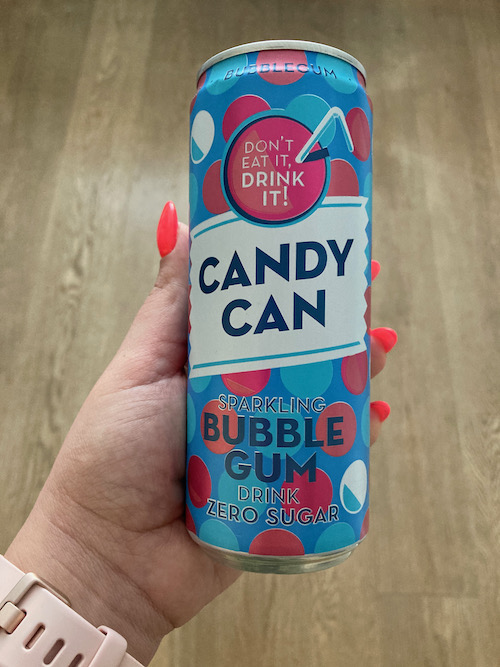 BUBBLEGUM
DON'T
EAT IT,
DRINK
IT!
CANDY
CAN
SPARKLING
BUBBLE
GUM
DRINK
ZERO SUGAR